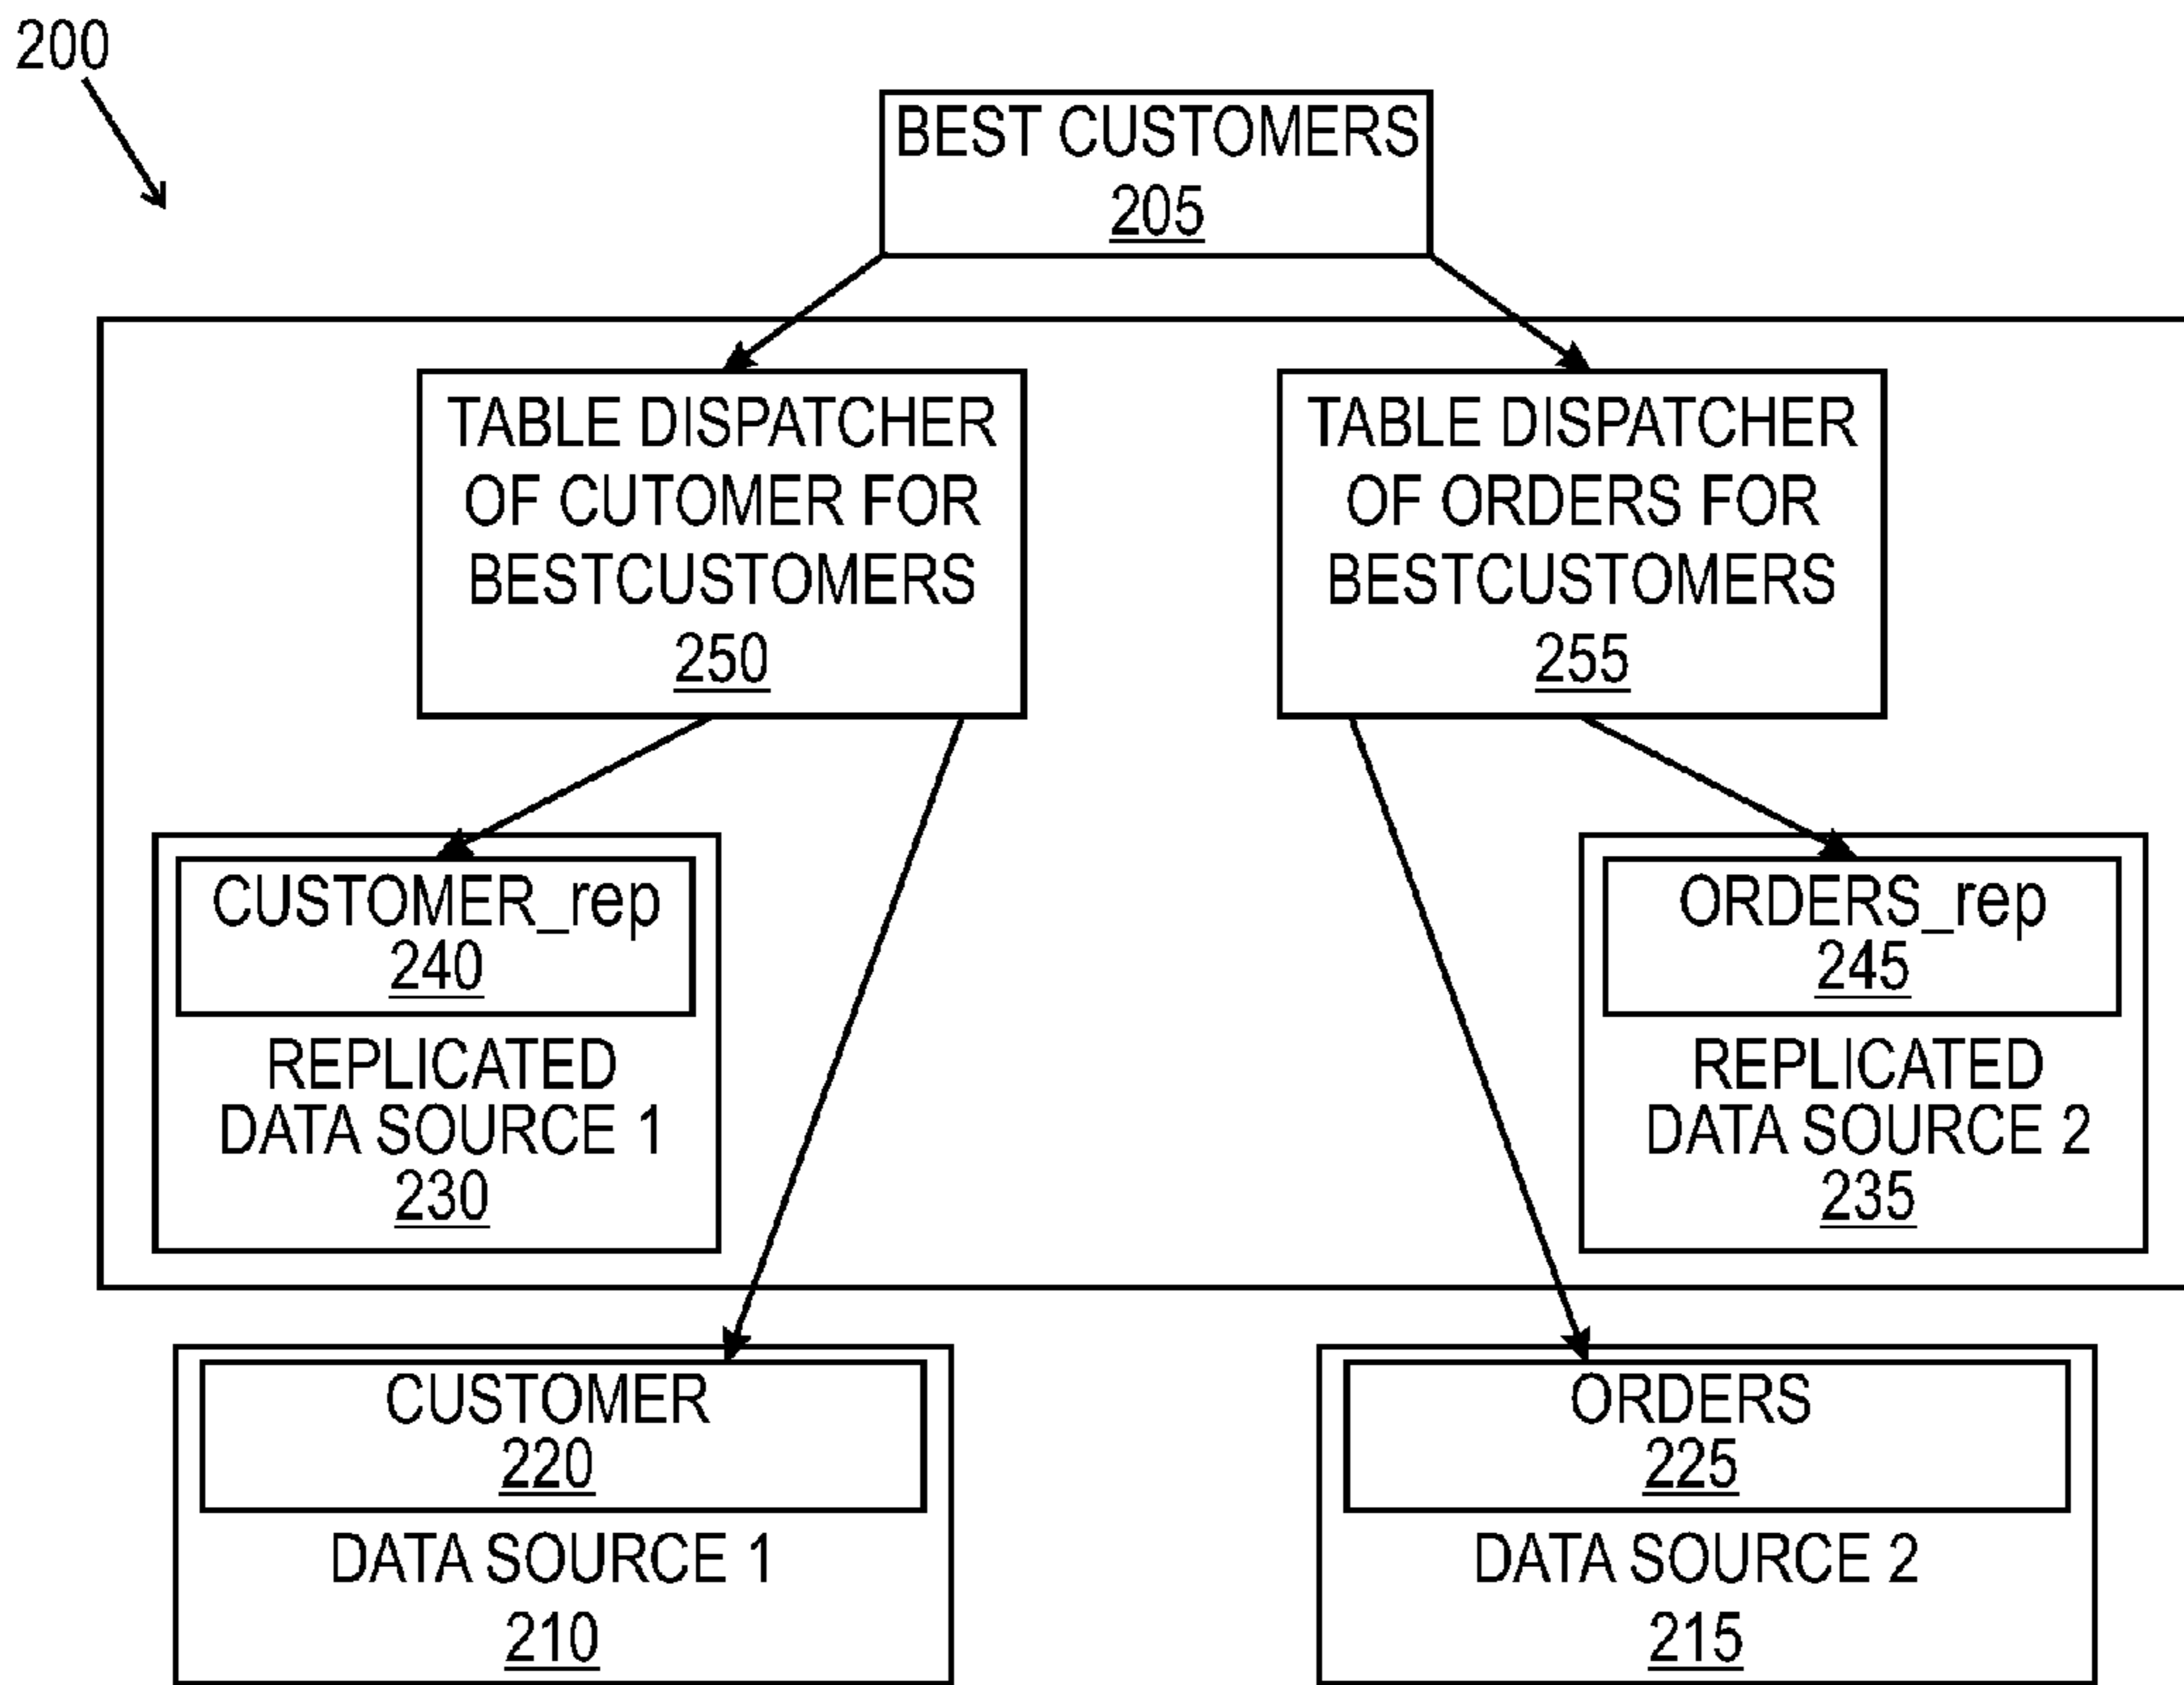 200
BEST CUSTOMERS
205
TABLE DISPATCHER
OF CUTOMER FOR
BESTCUSTOMERS
250
TABLE DISPATCHER
OF ORDERS FOR
BESTCUSTOMERS
255
CUSTOMER_rep
240
REPLICATED
DATA SOURCE 1
230
ORDERS_rep
245
REPLICATED
DATA SOURCE 2
235
CUSTOMER
220
DATA SOURCE 1
210
ORDERS
225
DATA SOURCE 2
215